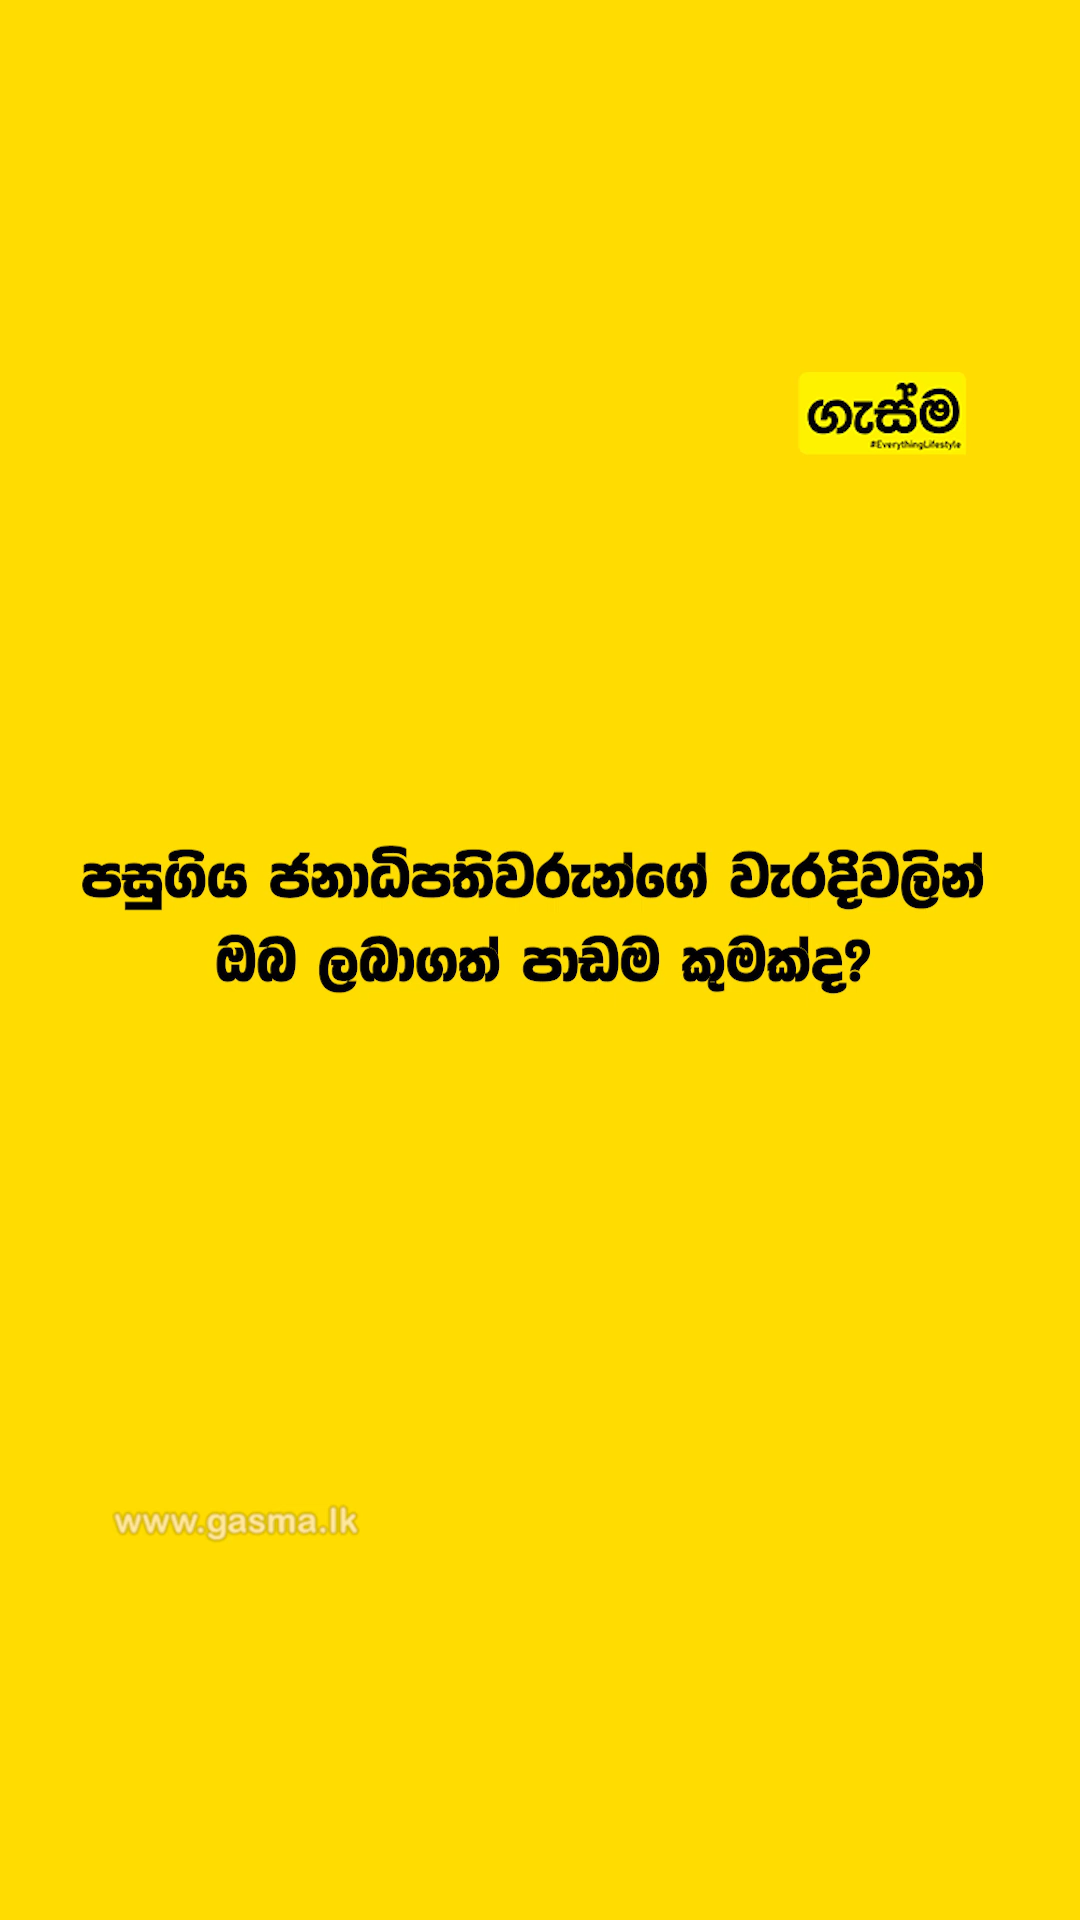 ගැස්ම
#EverythingLifestyle
පසුගිය ජනාධිපතිවරුන්ගේ වැරදිවලින්
ඔබ ලබාගත් පාඩම කුමක්ද?
www.gasma.lk